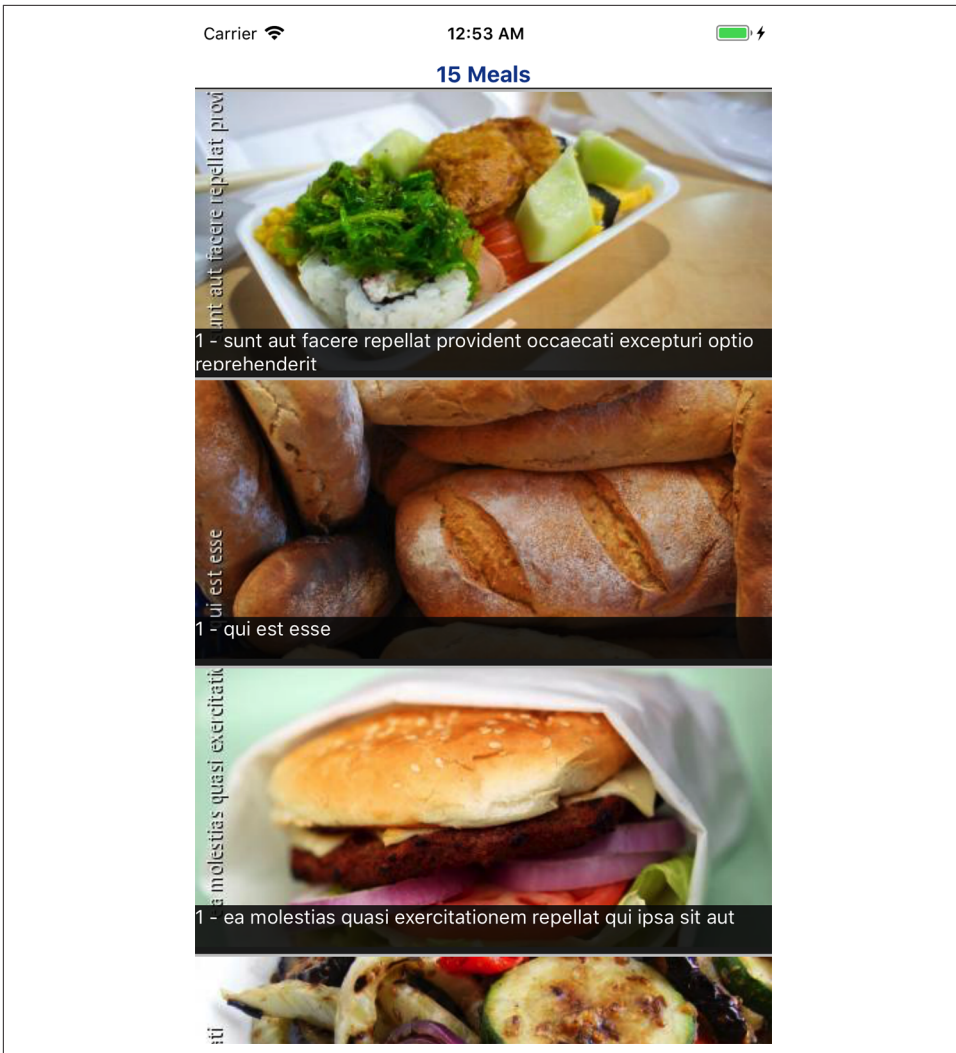 Carrier
12:53 AM
15 Meals
sunt aut facere repellat provi
1 - sunt aut facere repellat provident occaecati excepturi optio
reprehenderit
qui est esse
1 - qui est esse
ea molestias quasi exercitatio
1 - ea molestias quasi exercitationem repellat qui ipsa sit aut
ati